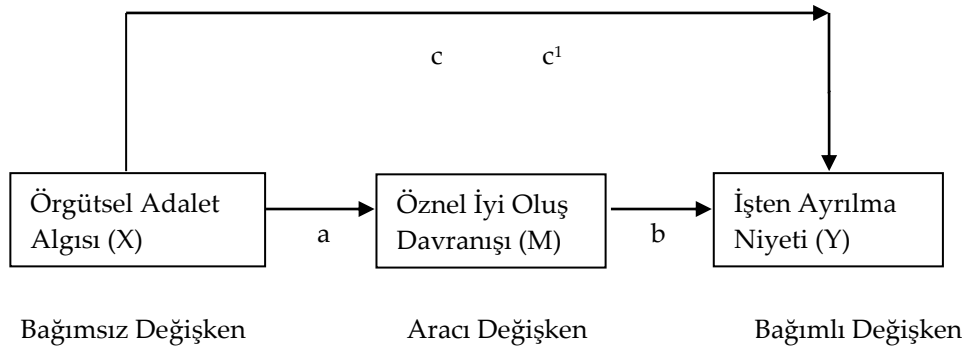 c c¹
Örgütsel Adalet
Algısı (X)
a
Öznel İyi Oluş
Davranışı (M)
b
İşten Ayrılma
Niyeti (Y)
Bağımsız Değişken Aracı Değişken Bağımlı Değişken